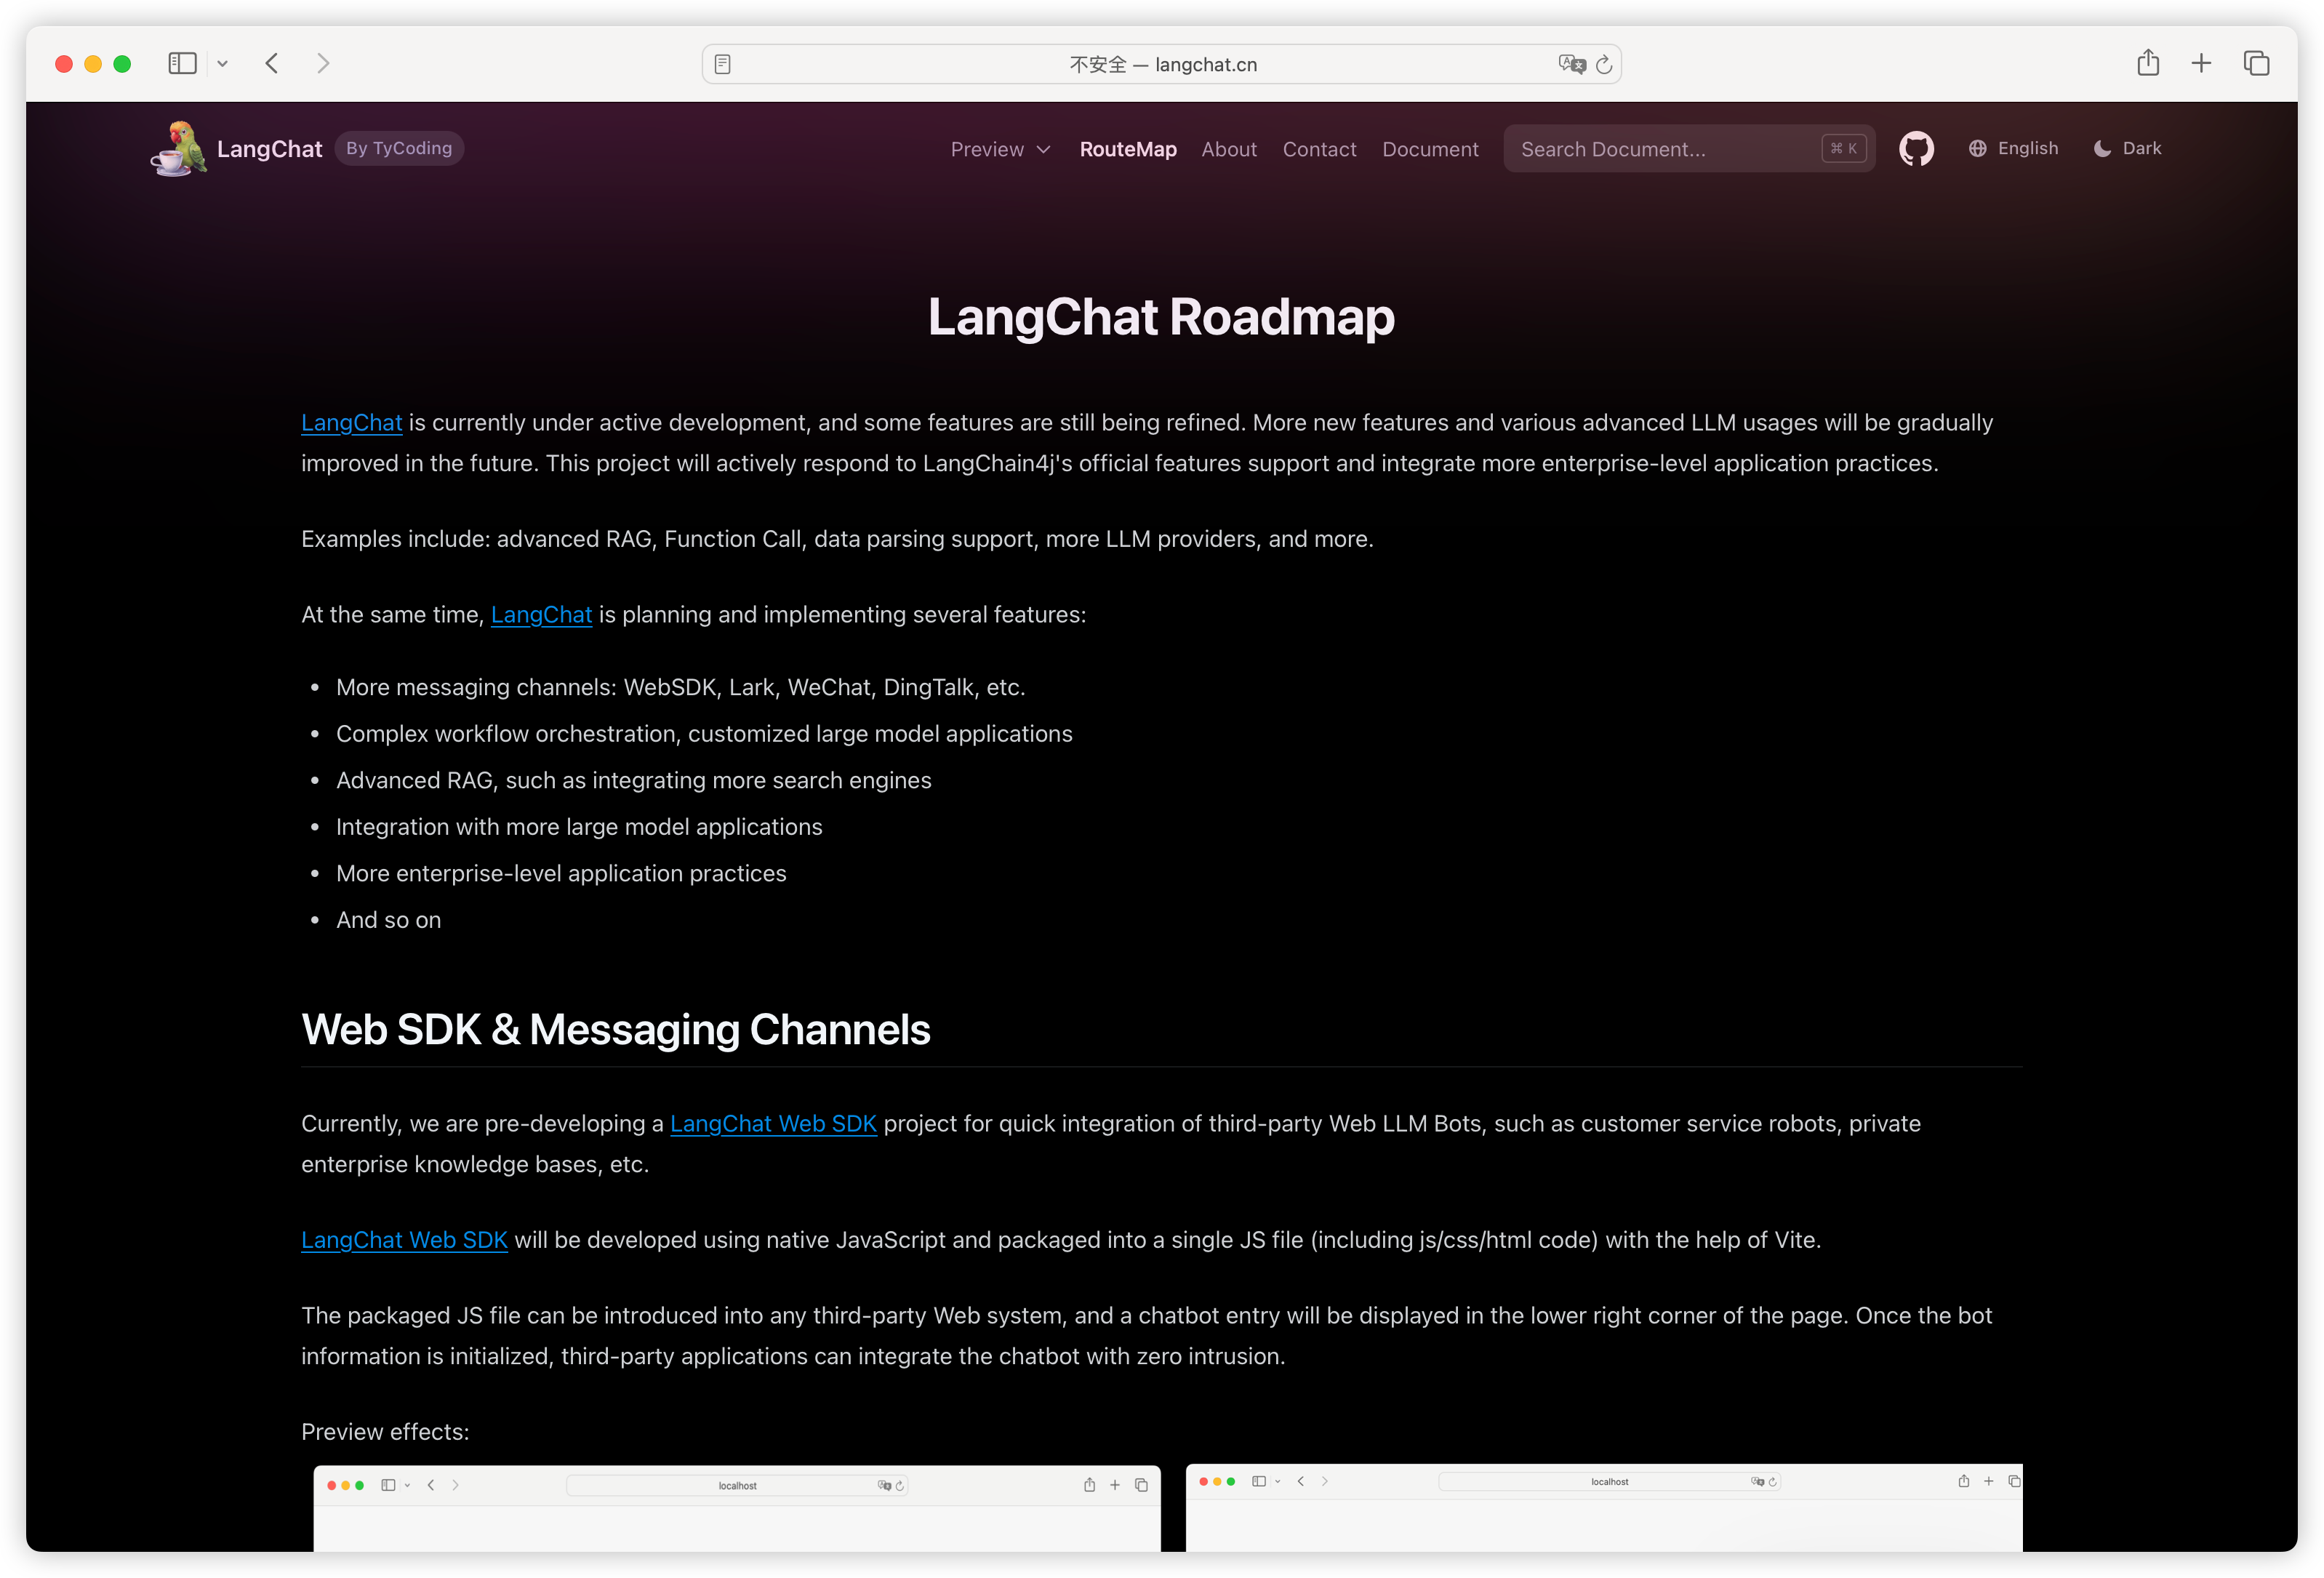 不安全 — langchat.cn
LangChat By TyCoding Preview RouteMap About Contact Document Search Document... ⌘ K English Dark
LangChat Roadmap
LangChat is currently under active development, and some features are still being refined. More new features and various advanced LLM usages will be gradually
improved in the future. This project will actively respond to LangChain4j's official features support and integrate more enterprise-level application practices.
Examples include: advanced RAG, Function Call, data parsing support, more LLM providers, and more.
At the same time, LangChat is planning and implementing several features:
• More messaging channels: WebSDK, Lark, WeChat, DingTalk, etc.
• Complex workflow orchestration, customized large model applications
• Advanced RAG, such as integrating more search engines
• Integration with more large model applications
• More enterprise-level application practices
• And so on
Web SDK & Messaging Channels
Currently, we are pre-developing a LangChat Web SDK project for quick integration of third-party Web LLM Bots, such as customer service robots, private
enterprise knowledge bases, etc.
LangChat Web SDK will be developed using native JavaScript and packaged into a single JS file (including js/css/html code) with the help of Vite.
The packaged JS file can be introduced into any third-party Web system, and a chatbot entry will be displayed in the lower right corner of the page. Once the bot
information is initialized, third-party applications can integrate the chatbot with zero intrusion.
Preview effects:
localhost
localhost